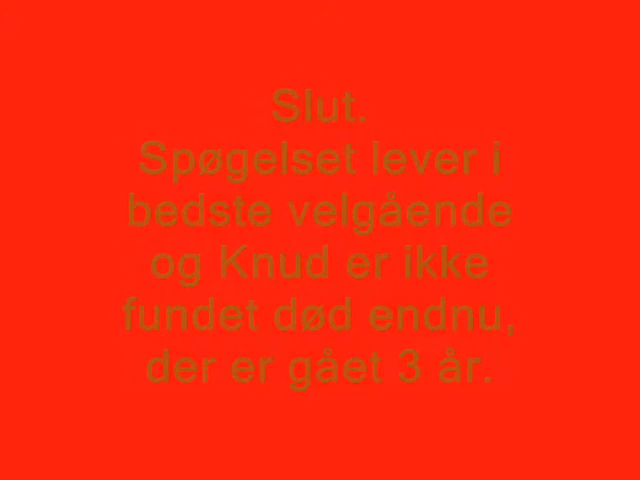 Slut.
Spøgelset lever i
bedste velgående
og Knud er ikke
fundet død endnu,
der er gået 3 år.